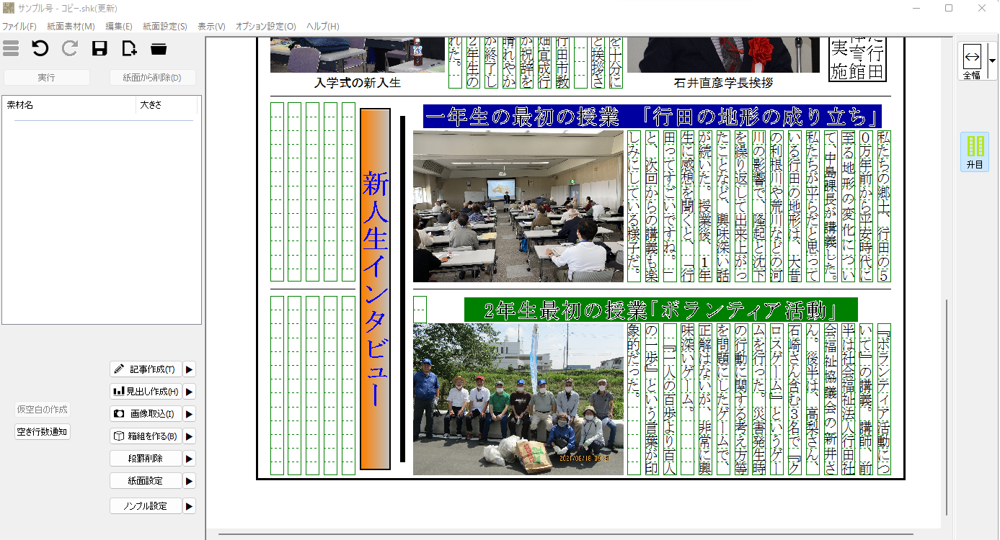 サンプル号 - コピー.shk(更新)
ファイル(F) 紙面素材(M) 編集(E) 紙面設定(S) 表示(V) オプション設定(O) ヘルプ(H)
実行 紙面から削除(D)
素材名 大きさ
仮空白の作成
空き行数通知
記事作成(T)
見出し作成(H)
画像取込(I)
箱組を作る(B)
段罫削除
紙面設定
ノンブル設定
全幅
升目
行田
館
実
施
を十分に
と挨拶さ
行田市教
畑宜成行
が祝辞を
晴れやか
が終了し
2年生の
れた。
入学式の新入生
石井直彦学長挨拶
一年生の最初の授業 「行田の地形の成り立ち」
私たちの郷土、行田の5
0万年前から平安時代に
至る地形の変化につい
て、中島課長が講義した。
私たちが平らだと思って
いる行田の地形は、大昔
の利根川や荒川などの河
川の影響で、隆起と沈下
を繰り返して出来上がっ
たことなど、興味深い話
が続いた。授業後、1年
生に感想を聞くと、「行
田ってすごいですね。」
と、次回からの講義も楽
しみにしている様子だ。
新入生インタビュー
2年生最初の授業「ボランティア活動」
『ボランティア活動につ
いて』の講義。講師、前
半は社会福祉法人行田社
会福祉協議会の新井さ
ん。後半は、高梨さん、
石崎さん含む3名で『ク
ロスゲーム』というゲー
ムを行った。災害発生時
の行動に関する考え方等
を問題にしたゲームで、
正解はないが、非常に興
味深いゲーム。
『一人の百歩より百人
の一歩』という言葉が印
象的だった。